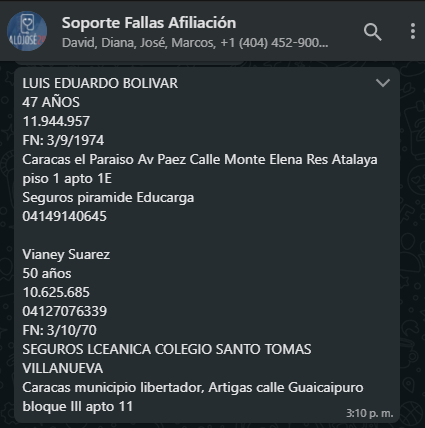 Soporte Fallas Afiliación
David, Diana, José, Marcos, +1 (404) 452-900...
LUIS EDUARDO BOLIVAR
47 AÑOS
11.944.957
FN: 3/9/1974
Caracas el Paraiso Av Paez Calle Monte Elena Res Atalaya
piso 1 apto 1E
Seguros piramide Educarga
04149140645
Vianey Suarez
50 años
10.625.685
04127076339
FN: 3/10/70
SEGUROS LCEANICA COLEGIO SANTO TOMAS
VILLANUEVA
Caracas municipio libertador, Artigas calle Guaicaipuro
bloque III apto 11
3:10 p. m.